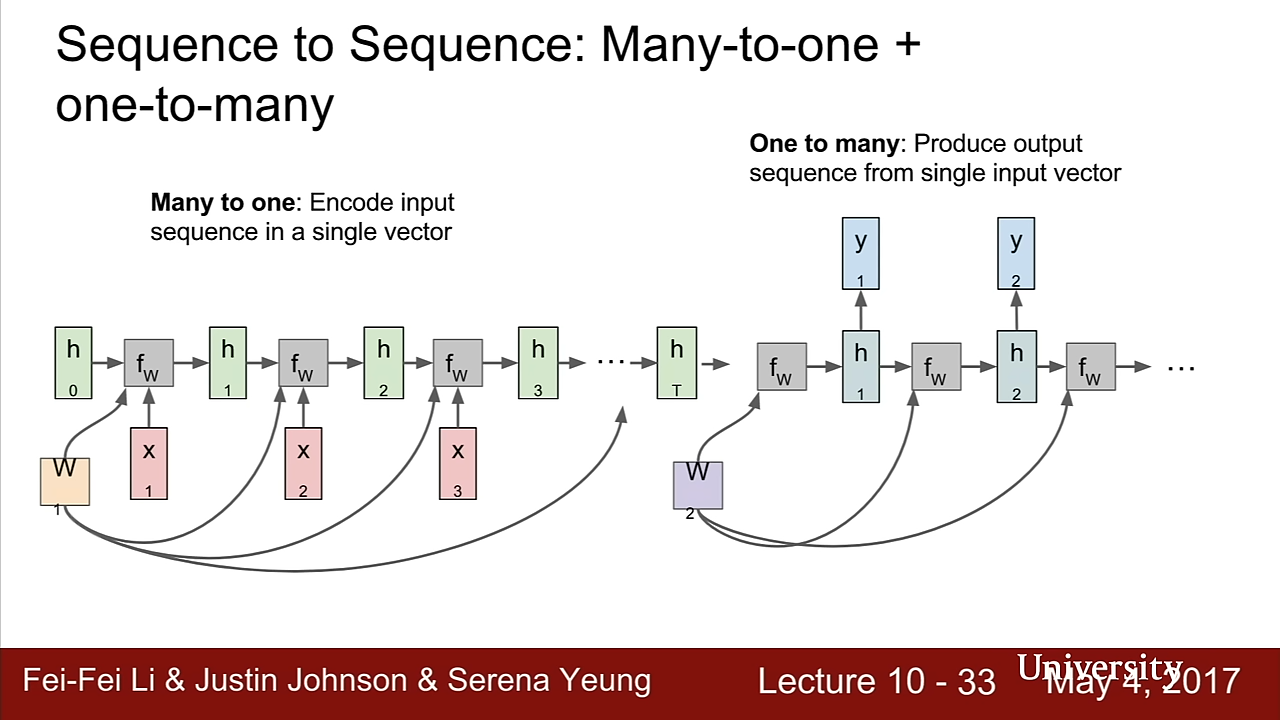 Sequence to Sequence: Many-to-one +
one-to-many
One to many: Produce output
sequence from single input vector
Many to one: Encode input
sequence in a single vector
y
1
y
2
h
0
f
W
h
1
f
W
h
2
f
W
h
3
...
h
T
f
W
h
1
f
W
h
2
f
W
...
x
1
x
2
x
3
W
1
W
2
Fei-Fei Li & Justin Johnson & Serena Yeung
Lecture 10 - 33
University
May 4, 2017